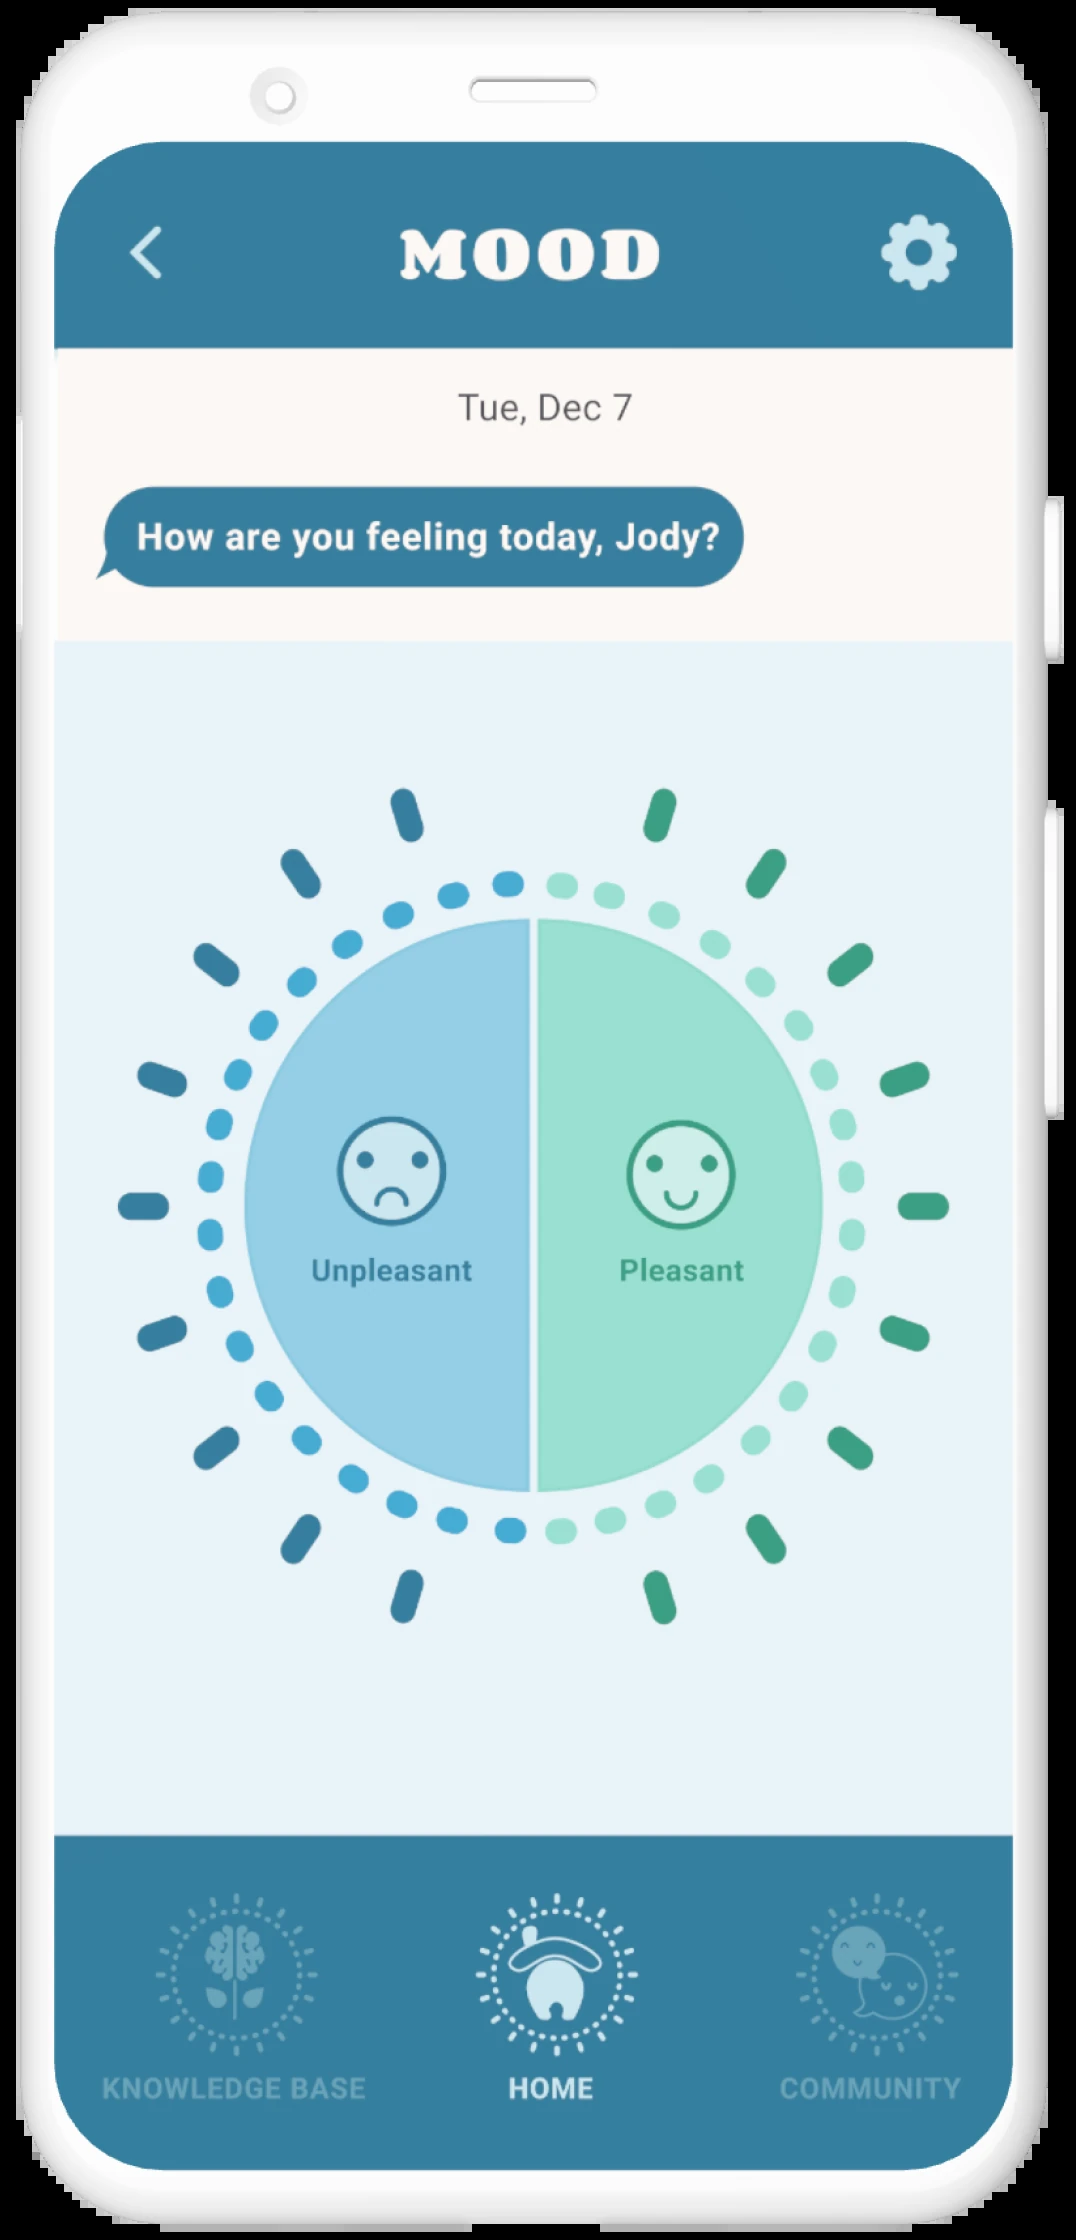 MOOD
Tue, Dec 7
How are you feeling today, Jody?
Unpleasant
Pleasant
KNOWLEDGE BASE
HOME
COMMUNITY